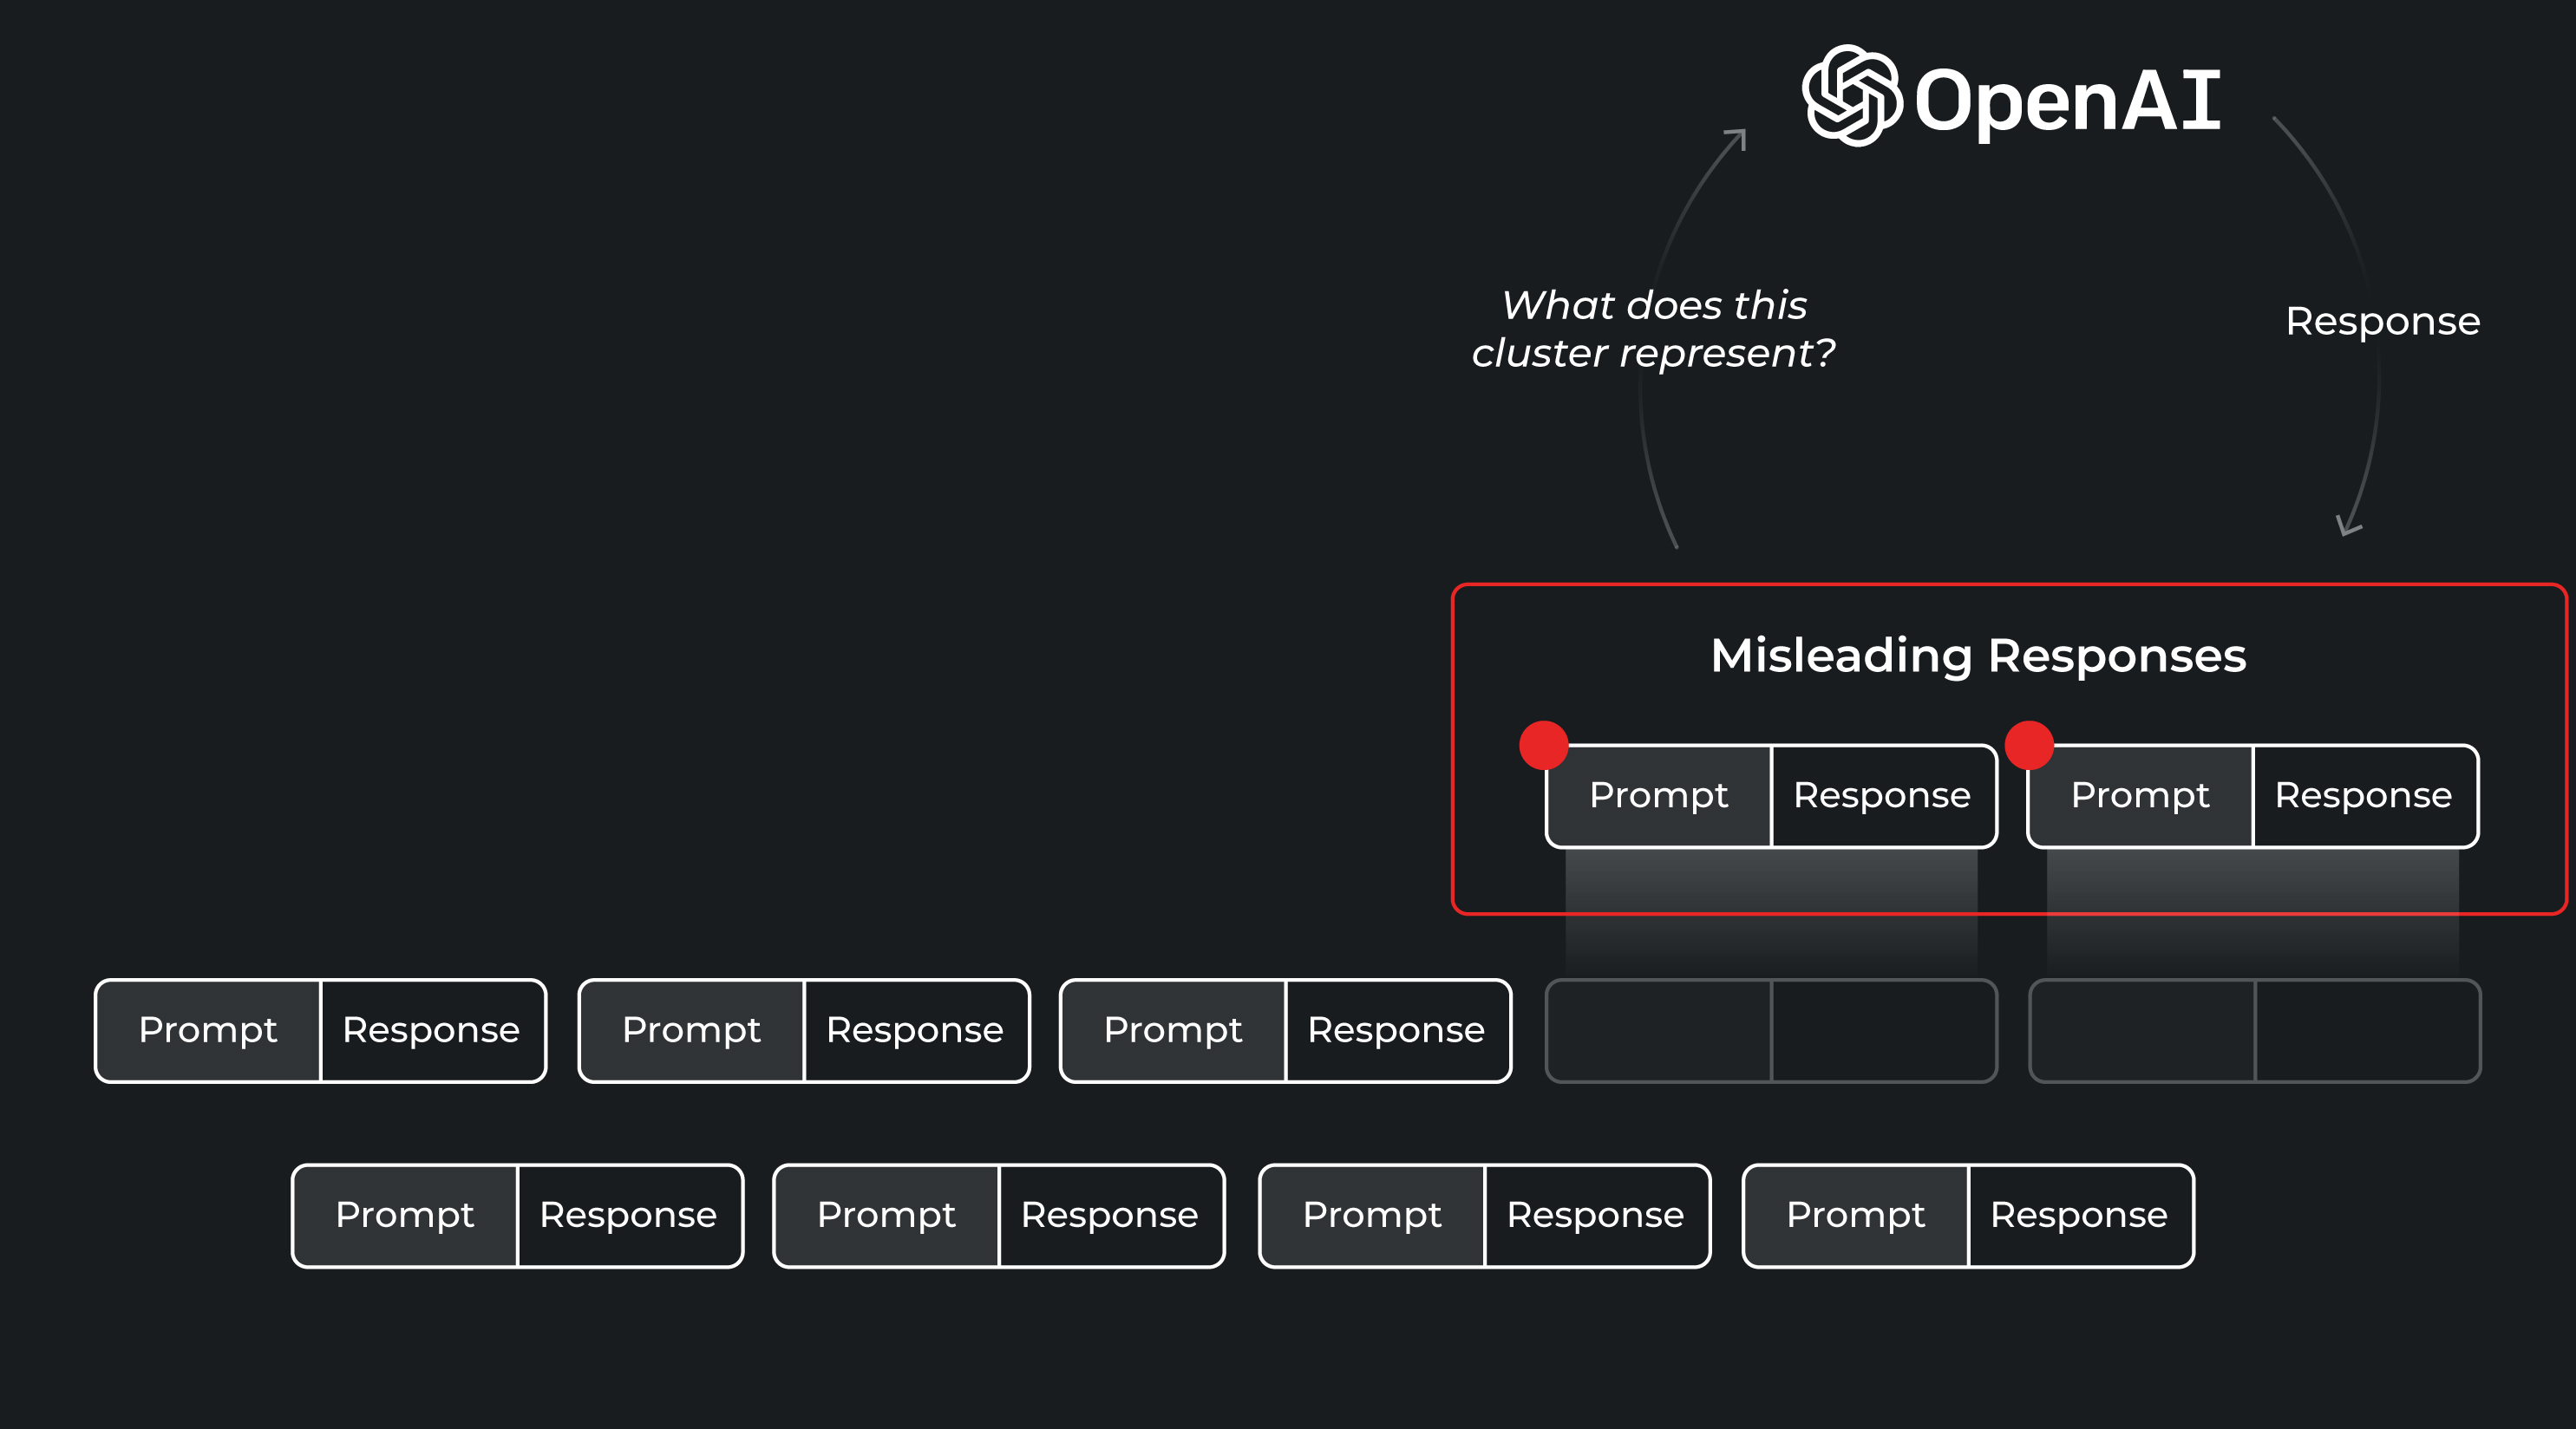 OpenAI
What does this
cluster represent?
Response
Misleading Responses
Prompt Response Prompt Response
Prompt Response Prompt Response Prompt Response
Prompt Response Prompt Response Prompt Response Prompt Response